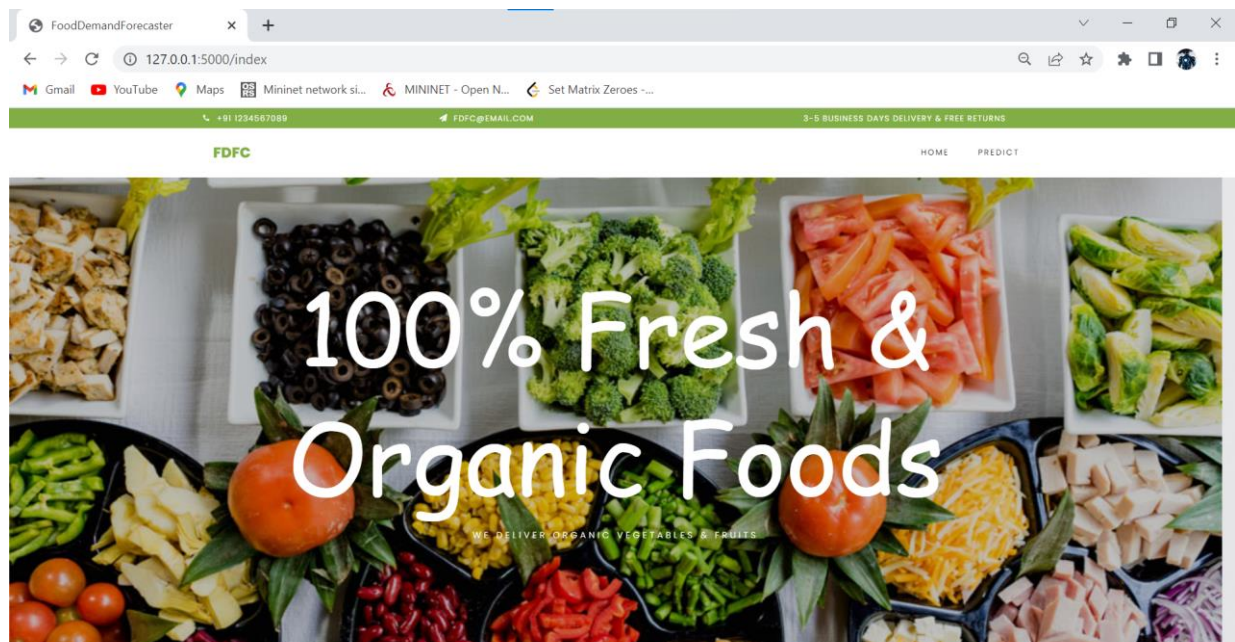 FoodDemandForecaster
127.0.0.1:5000/index
Gmail YouTube Maps Mininet network si... MININET - Open N... Set Matrix Zeroes -...
+91 1234567089 FDFC@EMAIL.COM 3-5 BUSINESS DAYS DELIVERY & FREE RETURNS
FDFC HOME PREDICT
100% Fresh &
Organic Foods
WE DELIVER ORGANIC VEGETABLES & FRUITS